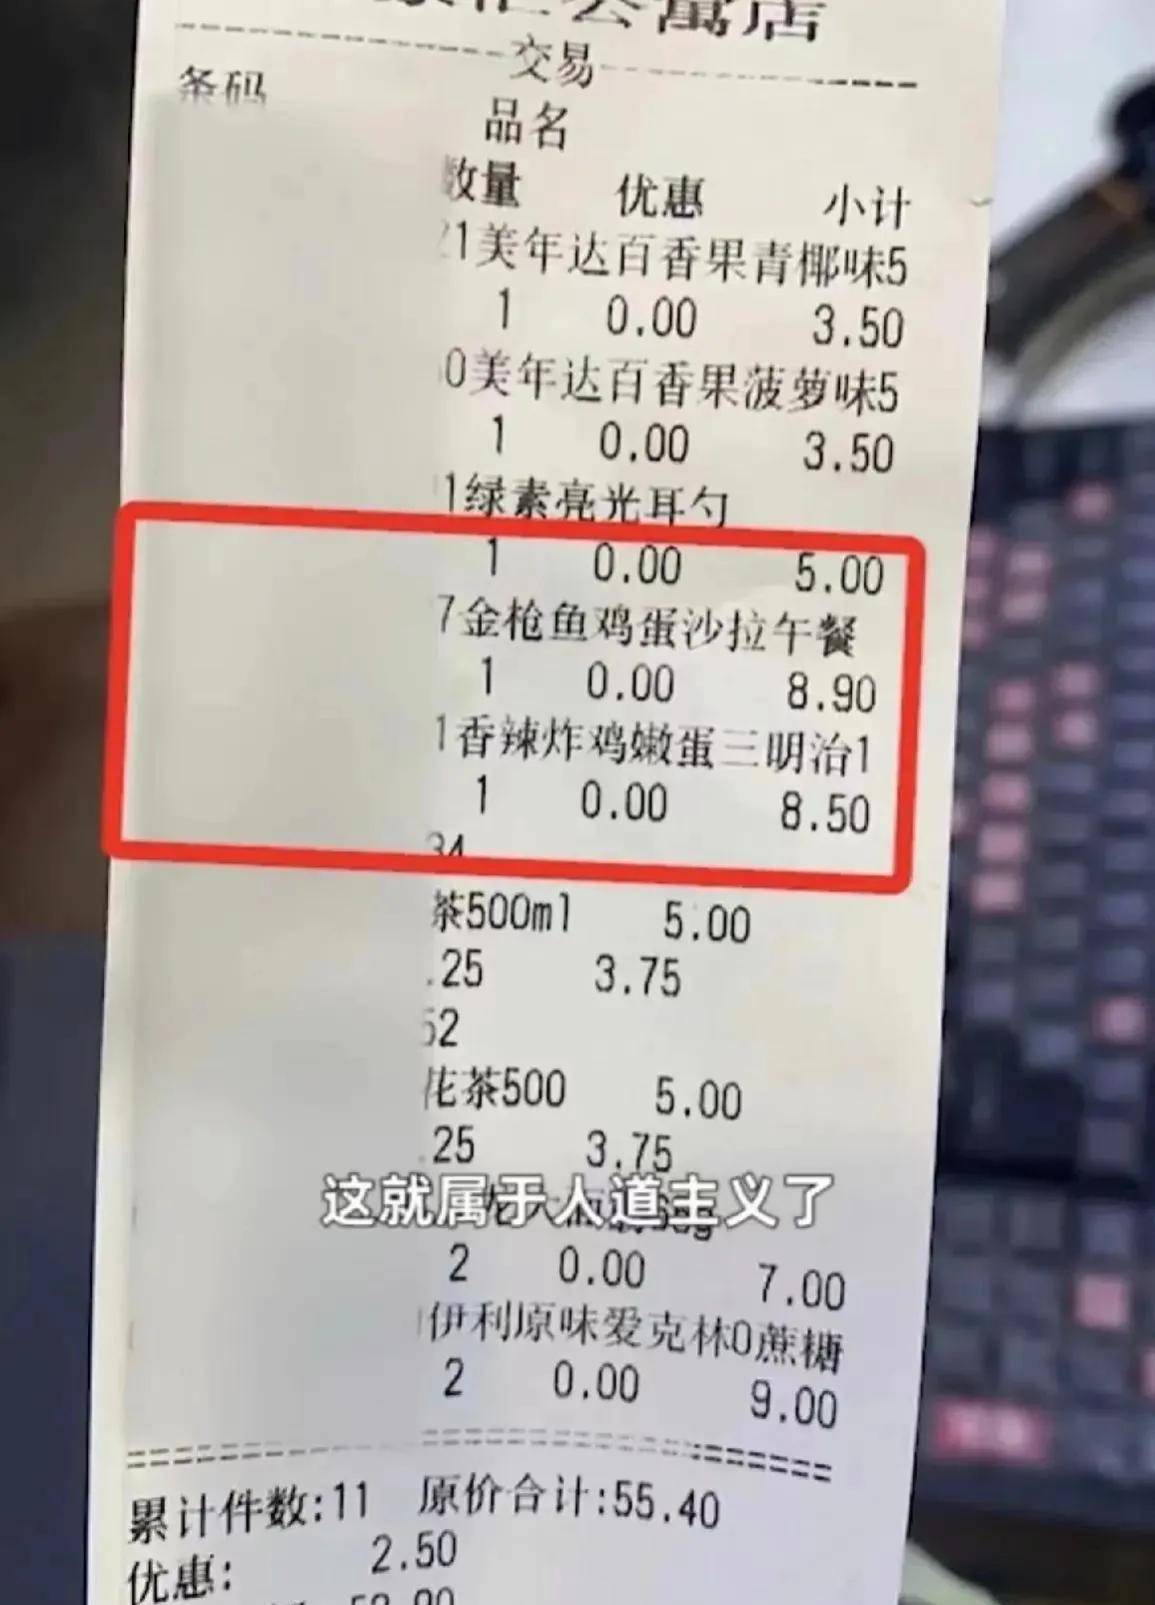 公寓店
交易
条码
品名
数量 优惠 小计
21美年达百香果青椰味5
1 0.00 3.50
0美年达百香果菠萝味5
1 0.00 3.50
1绿素亮光耳勺
1 0.00 5.00
7金枪鱼鸡蛋沙拉午餐
1 0.00 8.90
1香辣炸鸡嫩蛋三明治1
1 0.00 8.50
34
茶500ml 5.00
.25 3.75
52
花茶500 5.00
.25 3.75
这就属于人道主义了
2 0.00 7.00
伊利原味爱克林0蔗糖
2 0.00 9.00
累计件数:11 原价合计:55.40
优惠: 2.50